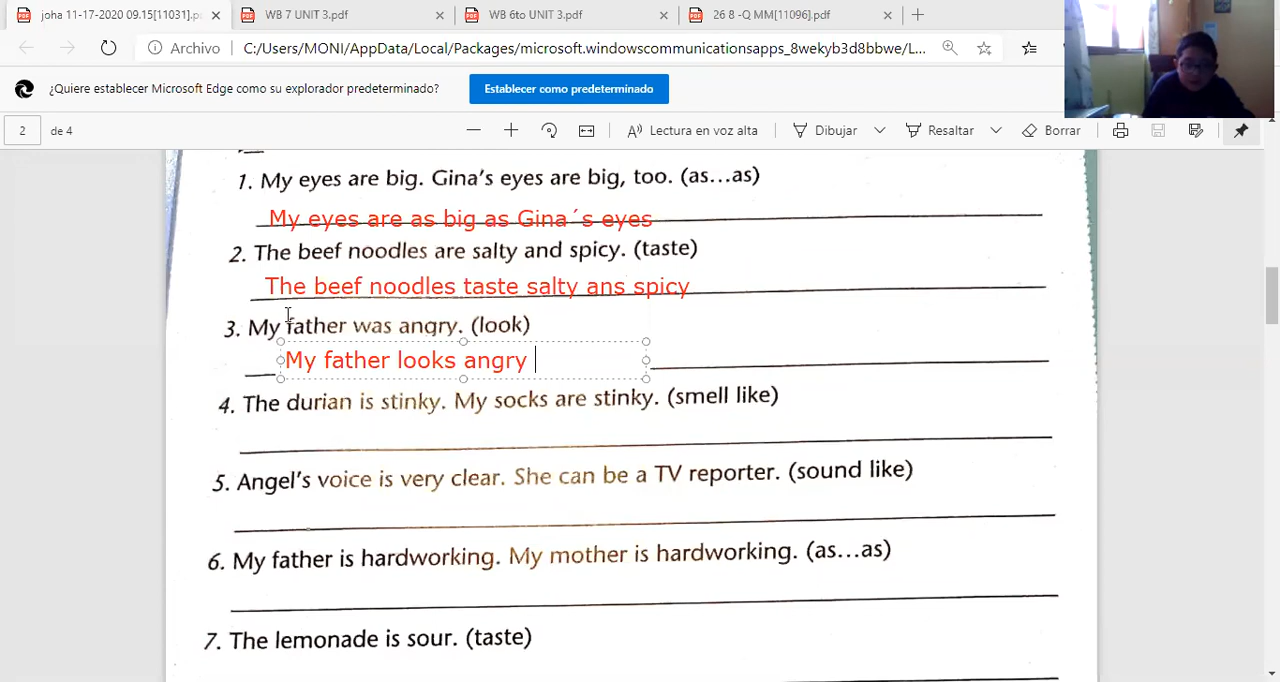 joha 11-17-2020 09.15[11031].p
WB 7 UNIT 3.pdf
WB 6to UNIT 3.pdf
26 8 -Q MM[11096].pdf
Archivo
C:/Users/MONI/AppData/Local/Packages/microsoft.windowscommunicationsapps_8wekyb3d8bbwe/L...
¿Quiere establecer Microsoft Edge como su explorador predeterminado?
Establecer como predeterminado
2 de 4
Lectura en voz alta
Dibujar
Resaltar
Borrar
1. My eyes are big. Gina's eyes are big, too. (as...as)
My eyes are as big as Gina´s eyes
2. The beef noodles are salty and spicy. (taste)
The beef noodles taste salty ans spicy
3. My father was angry. (look)
My father looks angry
4. The durian is stinky. My socks are stinky. (smell like)
5. Angel's voice is very clear. She can be a TV reporter. (sound like)
6. My father is hardworking. My mother is hardworking. (as...as)
7. The lemonade is sour. (taste)